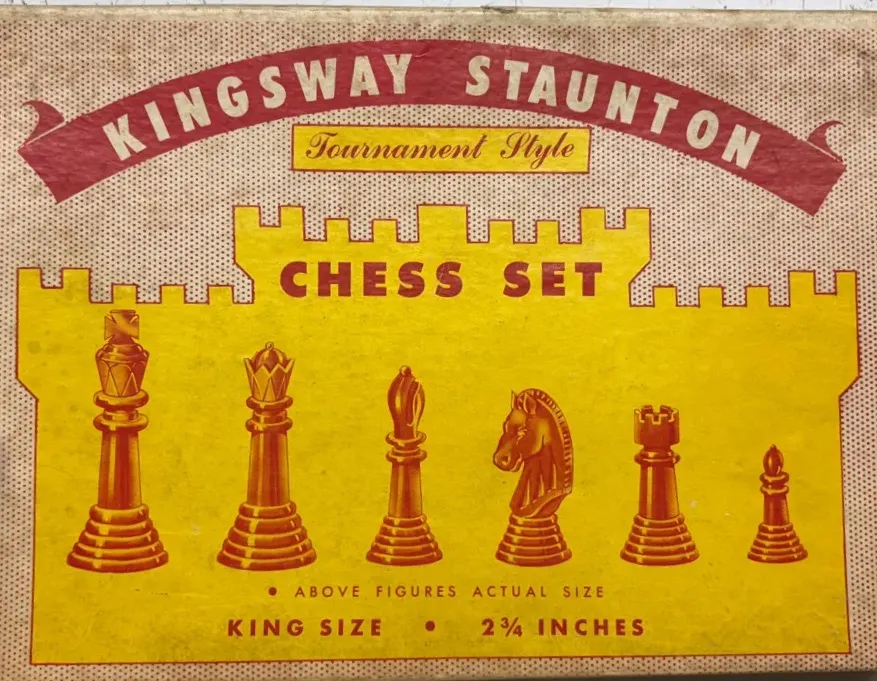 KINGSWAY STAUNTON
Tournament Style
CHESS SET
• ABOVE FIGURES ACTUAL SIZE
KING SIZE • 2¾ INCHES